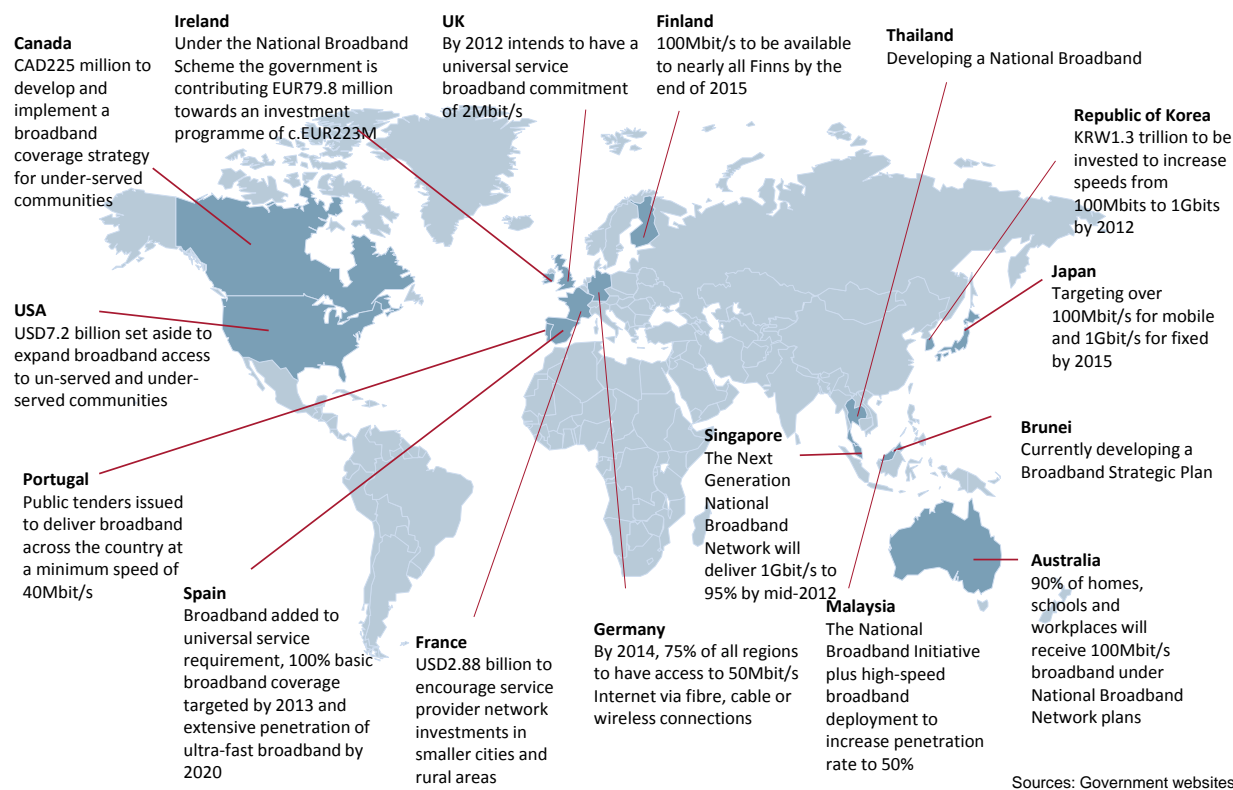 Canada
CAD225 million to
develop and
implement a
broadband
coverage strategy
for under-served
communities
Ireland
Under the National Broadband
Scheme the government is
contributing EUR79.8 million
towards an investment
programme of c.EUR223M
UK
By 2012 intends to have a
universal service
broadband commitment
of 2Mbit/s
Finland
100Mbit/s to be available
to nearly all Finns by the
end of 2015
Thailand
Developing a National Broadband
Republic of Korea
KRW1.3 trillion to be
invested to increase
speeds from
100Mbits to 1Gbits
by 2012
Japan
Targeting over
100Mbit/s for mobile
and 1Gbit/s for fixed
by 2015
USA
USD7.2 billion set aside to
expand broadband access
to un-served and under-
served communities
Portugal
Public tenders issued
to deliver broadband
across the country at
a minimum speed of
40Mbit/s
Spain
Broadband added to
universal service
requirement, 100% basic
broadband coverage
targeted by 2013 and
extensive penetration of
ultra-fast broadband by
2020
France
USD2.88 billion to
encourage service
provider network
investments in
smaller cities and
rural areas
Germany
By 2014, 75% of all regions
to have access to 50Mbit/s
Internet via fibre, cable or
wireless connections
Singapore
The Next
Generation
National
Broadband
Network will
deliver 1Gbit/s to
95% by mid-2012
Malaysia
The National
Broadband Initiative
plus high-speed
broadband
deployment to
increase penetration
rate to 50%
Brunei
Currently developing a
Broadband Strategic Plan
Australia
90% of homes,
schools and
workplaces will
receive 100Mbit/s
broadband under
National Broadband
Network plans
Sources: Government websites